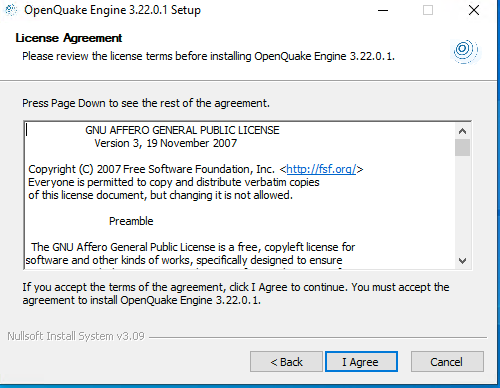 OpenQuake Engine 3.22.0.1 Setup
License Agreement
Please review the license terms before installing OpenQuake Engine 3.22.0.1.
Press Page Down to see the rest of the agreement.
GNU AFFERO GENERAL PUBLIC LICENSE
Version 3, 19 November 2007
Copyright (C) 2007 Free Software Foundation, Inc. <http://fsf.org/>
Everyone is permitted to copy and distribute verbatim copies
of this license document, but changing it is not allowed.
Preamble
The GNU Affero General Public License is a free, copyleft license for
software and other kinds of works, specifically designed to ensure
If you accept the terms of the agreement, click I Agree to continue. You must accept the
agreement to install OpenQuake Engine 3.22.0.1.
Nullsoft Install System v3.09
< Back
I Agree
Cancel